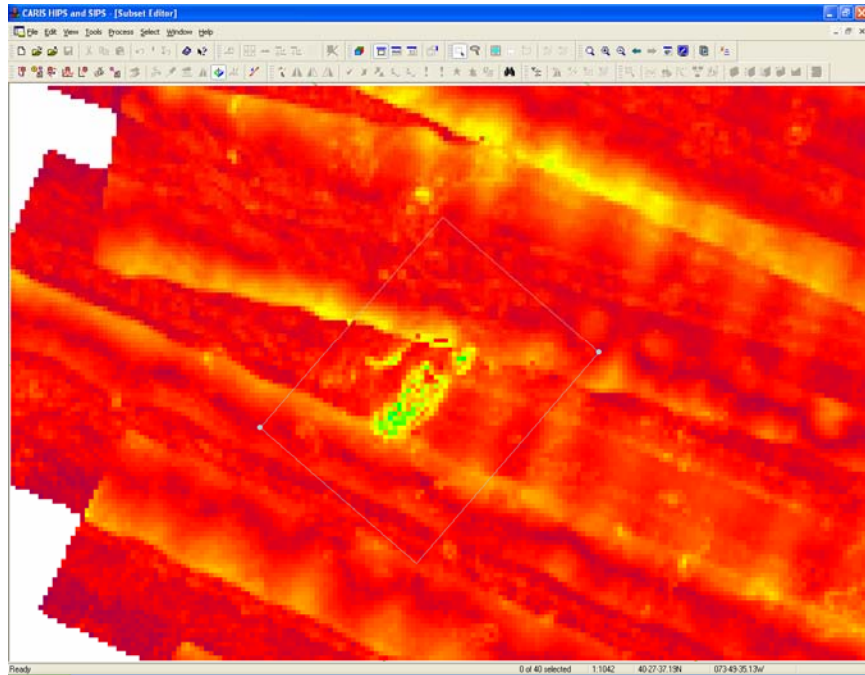 CARIS HIPS and SIPS - [Subset Editor]
File Edit View Tools Process Select Window Help
Ready 0 of 40 selected 1:1042 40-27-37.19N 073-49-35.13W